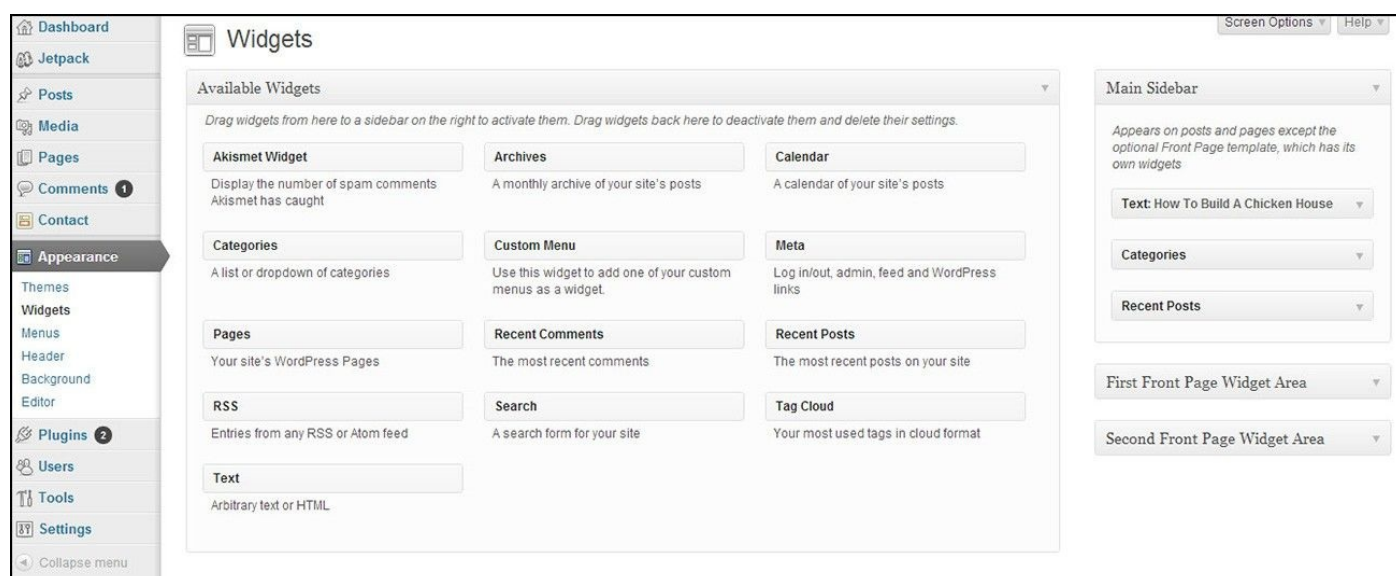 Dashboard
Jetpack
Posts
Media
Pages
Comments 1
Contact
Appearance
Themes
Widgets
Menus
Header
Background
Editor
Plugins 2
Users
Tools
Settings
Collapse menu
Screen Options
Help
Widgets
Available Widgets
Drag widgets from here to a sidebar on the right to activate them. Drag widgets back here to deactivate them and delete their settings.
Akismet Widget
Display the number of spam comments
Akismet has caught
Archives
A monthly archive of your site's posts
Calendar
A calendar of your site's posts
Categories
A list or dropdown of categories
Custom Menu
Use this widget to add one of your custom
menus as a widget.
Meta
Log in/out, admin, feed and WordPress
links
Pages
Your site's WordPress Pages
Recent Comments
The most recent comments
Recent Posts
The most recent posts on your site
RSS
Entries from any RSS or Atom feed
Search
A search form for your site
Tag Cloud
Your most used tags in cloud format
Text
Arbitrary text or HTML
Main Sidebar
Appears on posts and pages except the
optional Front Page template, which has its
own widgets
Text: How To Build A Chicken House
Categories
Recent Posts
First Front Page Widget Area
Second Front Page Widget Area